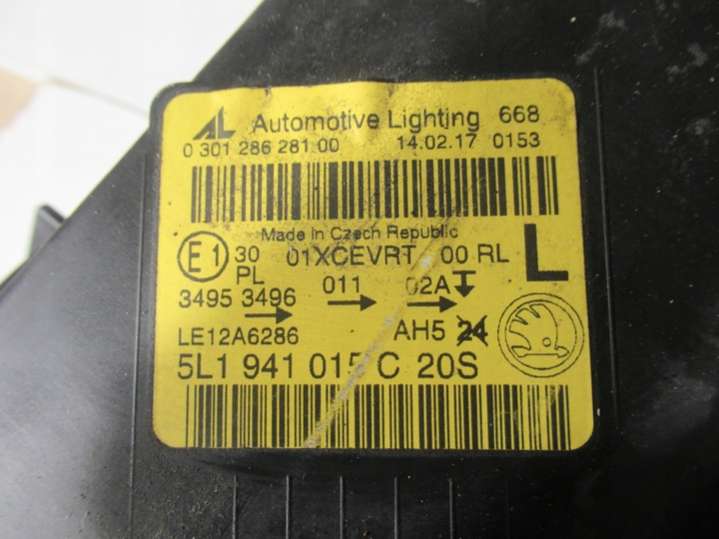 AL Automotive Lighting 668
0 301 286 281 00 14.02.17 0153
Made in Czech Republic
E1 30 01XCEVRT 00 RL L
PL
3495 3496 011 02A
LE12A6286 AH5 24
5L1 941 015 C 20S